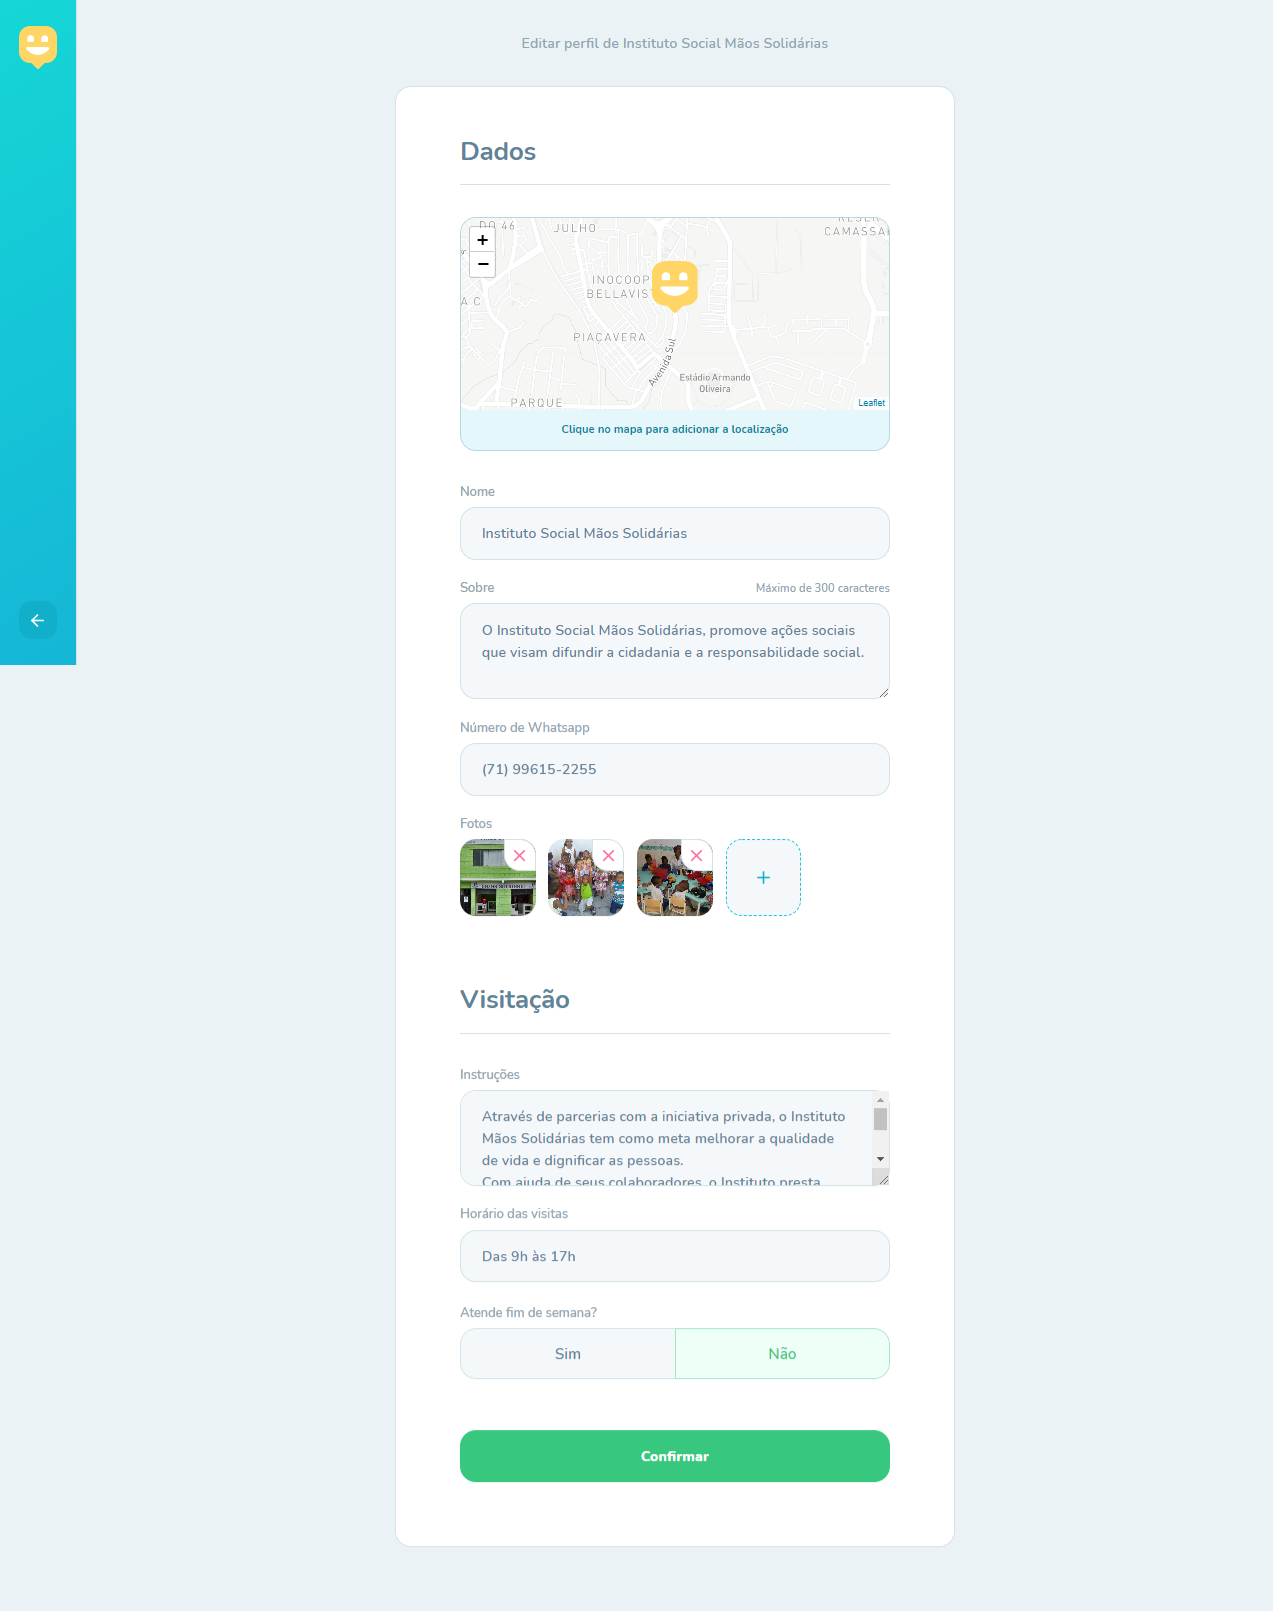 Editar perfil de Instituto Social Mãos Solidárias
Dados
DO 46
JULHO
CAMASSA
+
−
INOCOOP
BELLAVIS
A C
PIAÇAVERA
Avenida Sul
Estádio Armando
Oliveira
PARQUE
Leaflet
Clique no mapa para adicionar a localização
Nome
Instituto Social Mãos Solidárias
Sobre
Máximo de 300 caracteres
O Instituto Social Mãos Solidárias, promove ações sociais
que visam difundir a cidadania e a responsabilidade social.
Número de Whatsapp
(71) 99615-2255
Fotos
+
Visitação
Instruções
Através de parcerias com a iniciativa privada, o Instituto
Mãos Solidárias tem como meta melhorar a qualidade
de vida e dignificar as pessoas.
Com ajuda de seus colaboradores, o Instituto presta
Horário das visitas
Das 9h às 17h
Atende fim de semana?
Sim
Não
Confirmar